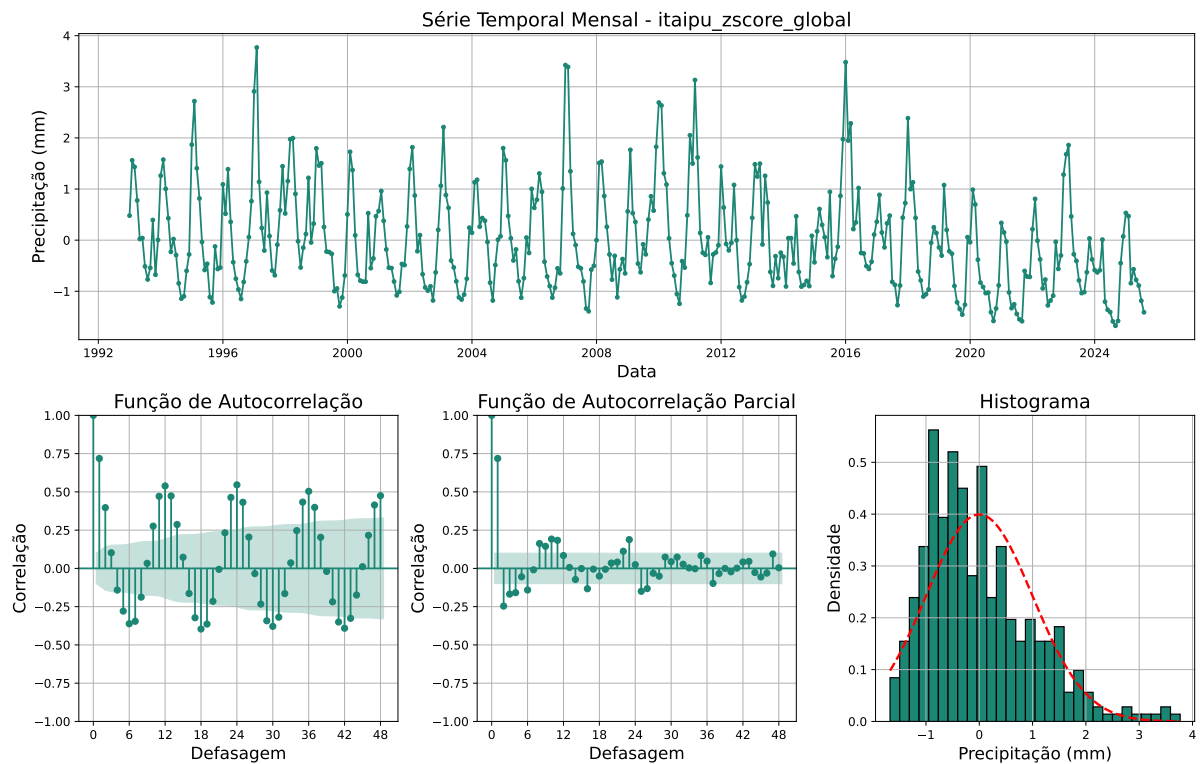 Série Temporal Mensal - itaipu_zscore_global
Precipitação (mm)
4
3
2
1
0
−1
1992 1996 2000 2004 2008 2012 2016 2020 2024
Data
Função de Autocorrelação
Correlação
1.00
0.75
0.50
0.25
0.00
−0.25
−0.50
−0.75
−1.00
0 6 12 18 24 30 36 42 48
Defasagem
Função de Autocorrelação Parcial
Correlação
1.00
0.75
0.50
0.25
0.00
−0.25
−0.50
−0.75
−1.00
0 6 12 18 24 30 36 42 48
Defasagem
Histograma
Densidade
0.5
0.4
0.3
0.2
0.1
0.0
−1 0 1 2 3 4
Precipitação (mm)